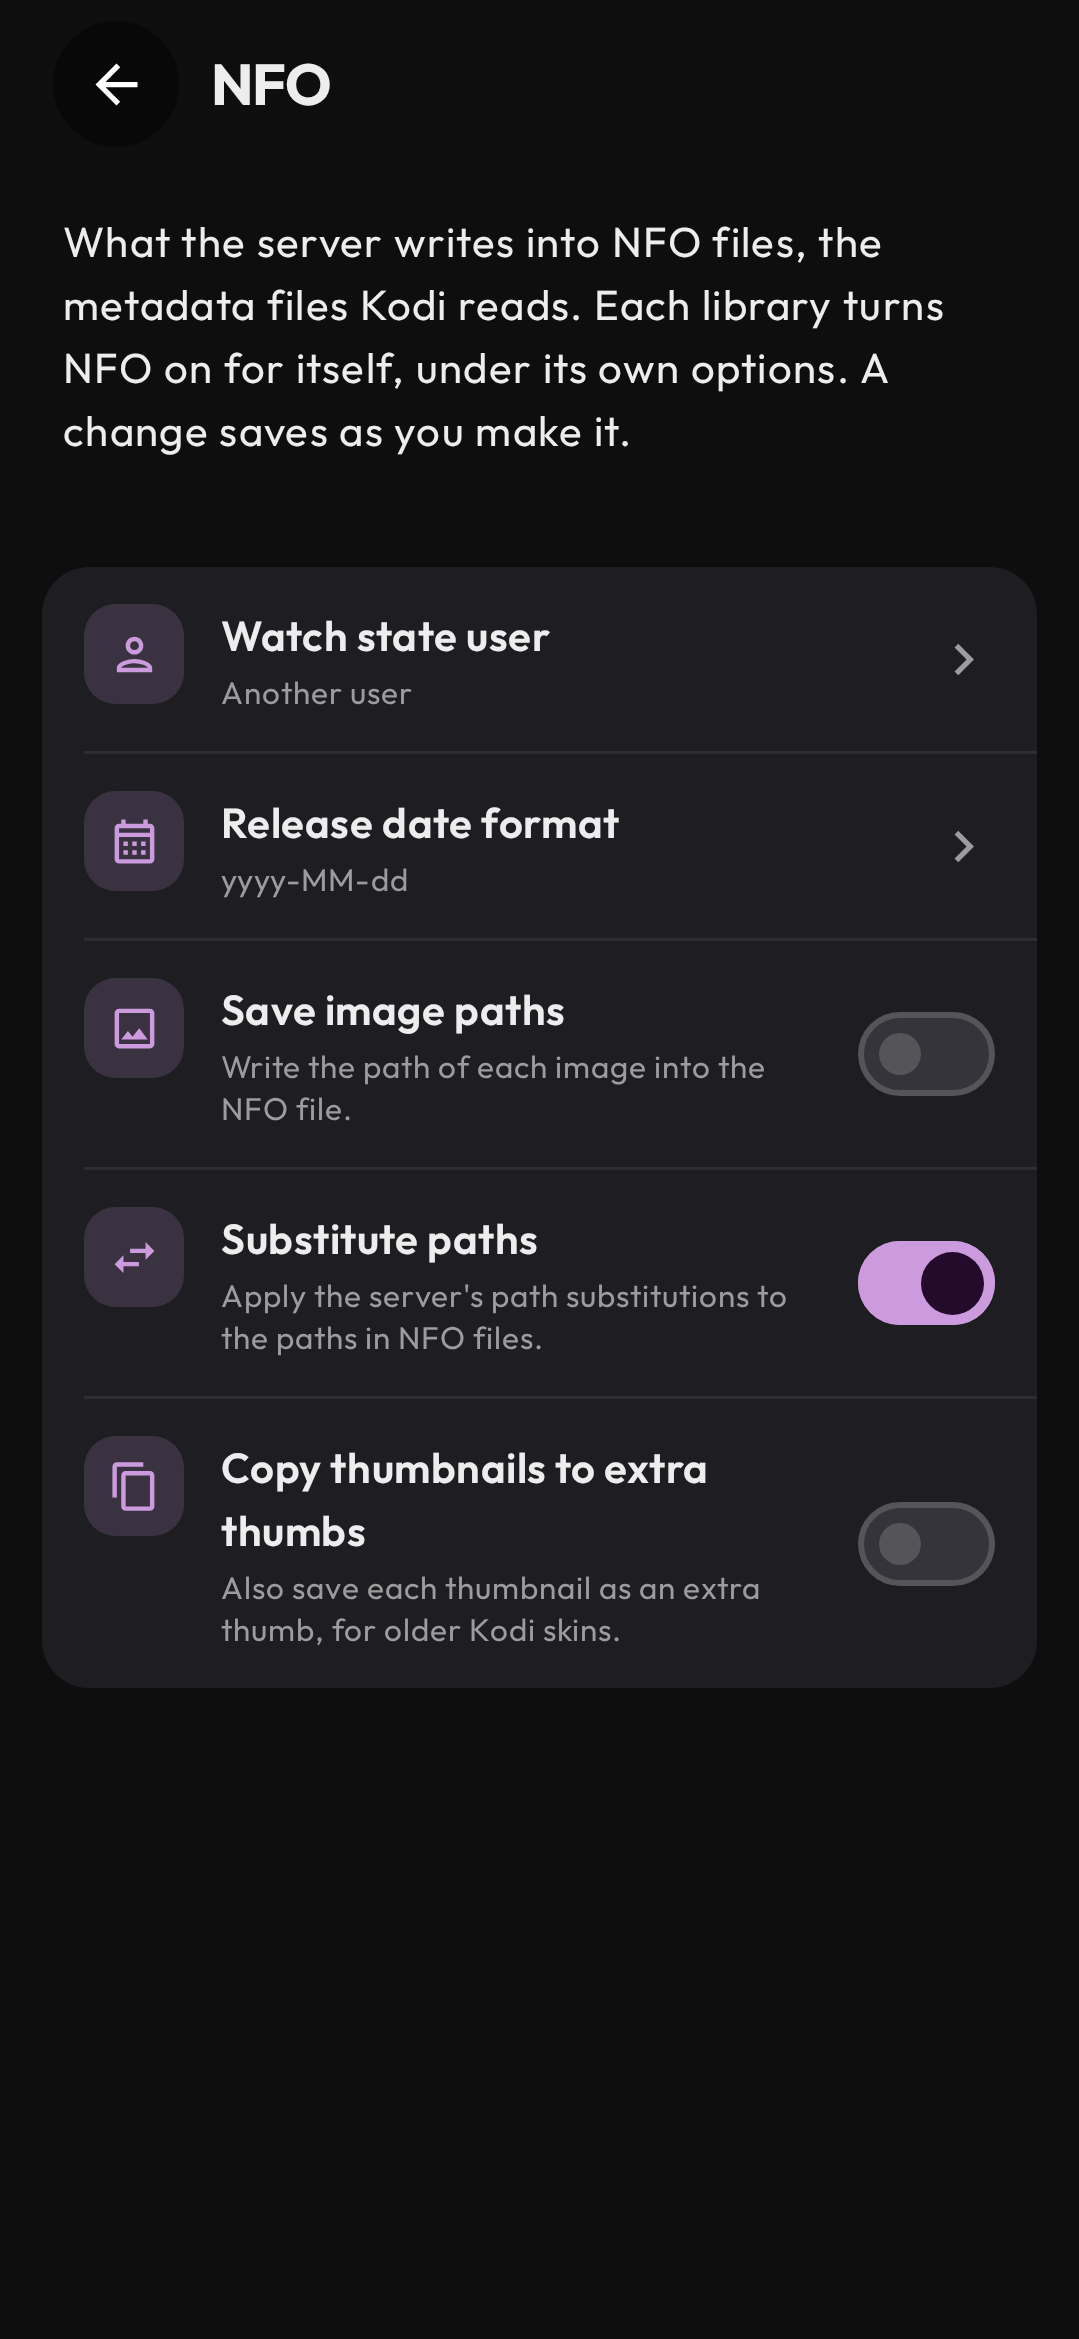 NFO
What the server writes into NFO files, the
metadata files Kodi reads. Each library turns
NFO on for itself, under its own options. A
change saves as you make it.
Watch state user
Another user
Release date format
yyyy-MM-dd
Save image paths
Write the path of each image into the
NFO file.
Substitute paths
Apply the server's path substitutions to
the paths in NFO files.
Copy thumbnails to extra
thumbs
Also save each thumbnail as an extra
thumb, for older Kodi skins.